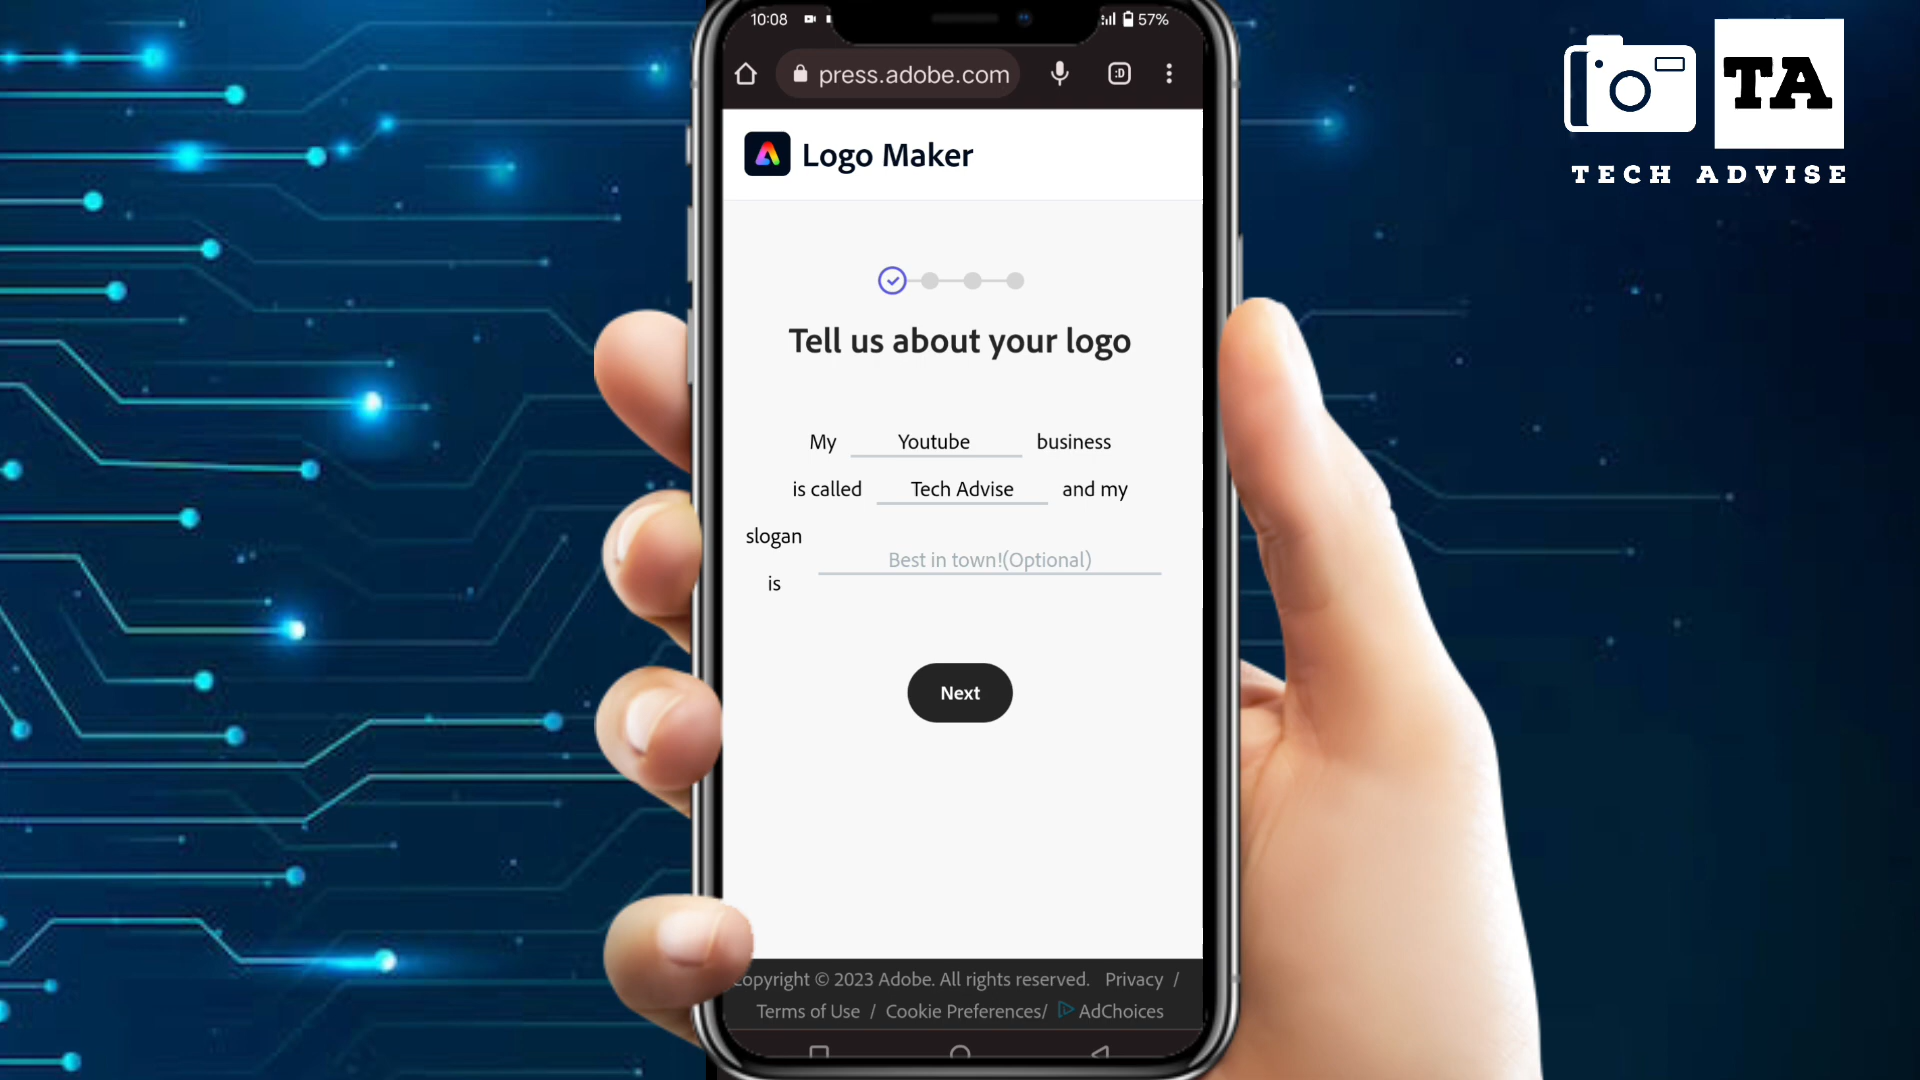 10:08
57%
press.adobe.com
:D
Logo Maker
Tell us about your logo
My Youtube business
is called Tech Advise and my
slogan
Best in town!(Optional)
is
Next
opyright © 2023 Adobe. All rights reserved. Privacy /
Terms of Use / Cookie Preferences/ AdChoices
TA
TECH ADVISE